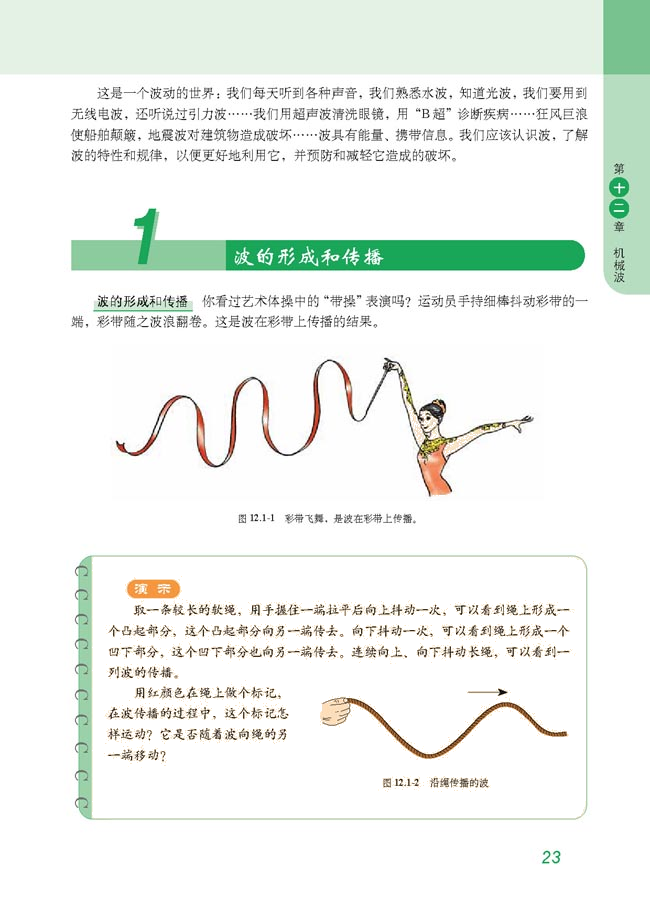 这是一个波动的世界：我们每天听到各种声音，我们熟悉水波，知道光波，我们要用到
无线电波，还听说过引力波……我们用超声波清洗眼镜，用“B超”诊断疾病……狂风巨浪
使船舶颠簸，地震波对建筑物造成破坏……波具有能量、携带信息。我们应该认识波，了解
波的特性和规律，以便更好地利用它，并预防和减轻它造成的破坏。
第十二章 机械波
1 波的形成和传播
波的形成和传播 你看过艺术体操中的“带操”表演吗？运动员手持细棒抖动彩带的一
端，彩带随之波浪翻卷。这是波在彩带上传播的结果。
图 12.1-1 彩带飞舞，是波在彩带上传播。
演示
取一条较长的软绳，用手握住一端拉平后向上抖动一次，可以看到绳上形成一
个凸起部分，这个凸起部分向另一端传去。向下抖动一次，可以看到绳上形成一个
凹下部分，这个凹下部分也向另一端传去。连续向上、向下抖动长绳，可以看到一
列波的传播。
用红颜色在绳上做个标记，
在波传播的过程中，这个标记怎
样运动？它是否随着波向绳的另
一端移动？
图 12.1-2 沿绳传播的波
23